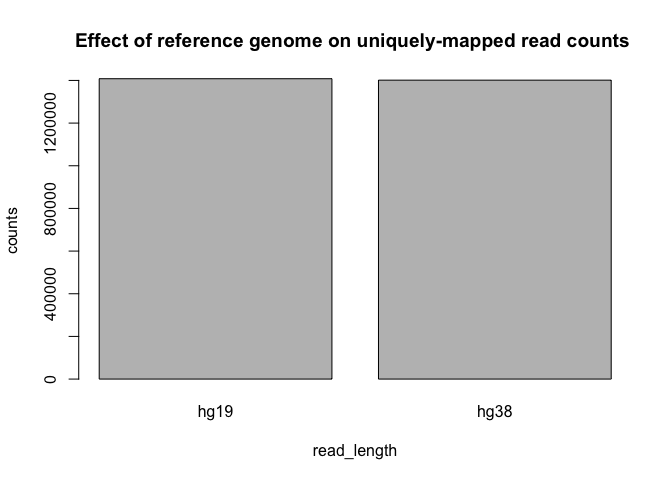 Effect of reference genome on uniquely-mapped read counts
counts
1200000
800000
400000
0
hg19 hg38
read_length